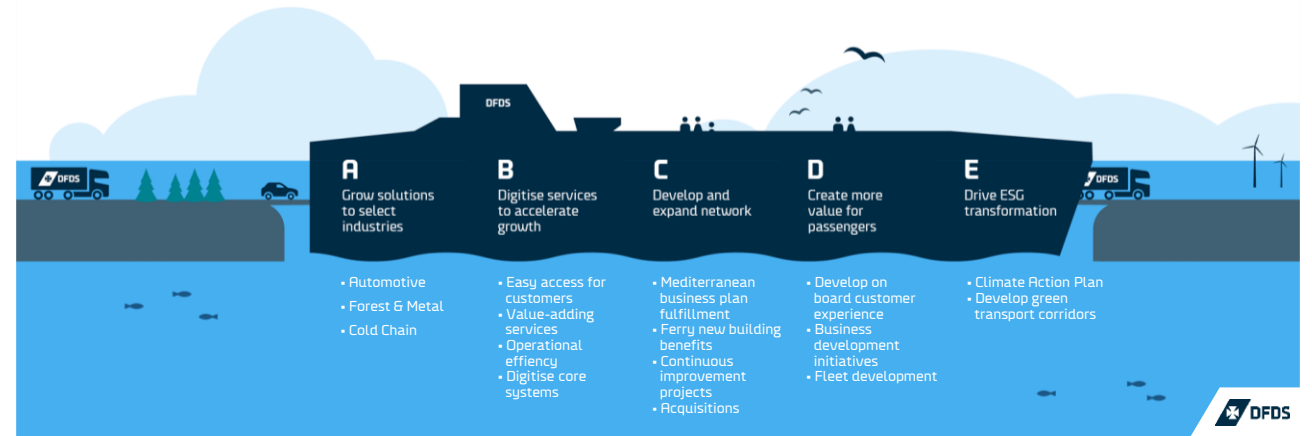 DFDS
DFDS
DFDS
A
Grow solutions
to select
industries
▪ Automotive
▪ Forest & Metal
▪ Cold Chain
B
Digitise services
to accelerate
growth
▪ Easy access for
customers
▪ Value-adding
services
▪ Operational
effiency
▪ Digitise core
systems
C
Develop and
expand network
▪ Mediterranean
business plan
fulfillment
▪ Ferry new building
benefits
▪ Continuous
improvement
projects
▪ Acquisitions
D
Create more
value for
passengers
▪ Develop on
board customer
experience
▪ Business
development
initiatives
▪ Fleet development
E
Drive ESG
transformation
▪ Climate Action Plan
▪ Develop green
transport corridors
DFDS